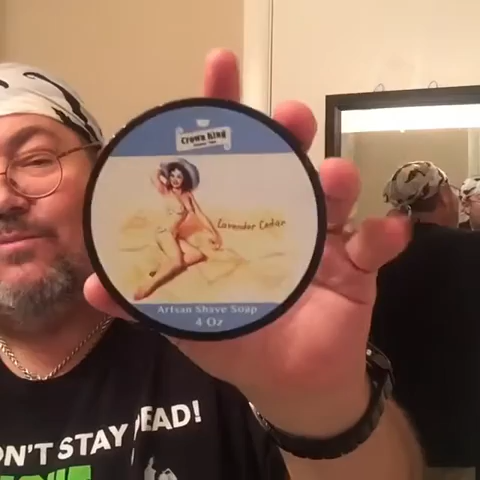 Crown King
Lavender Cedar
Artisan Shave Soap
4 Oz
ON'T STAY DEAD!